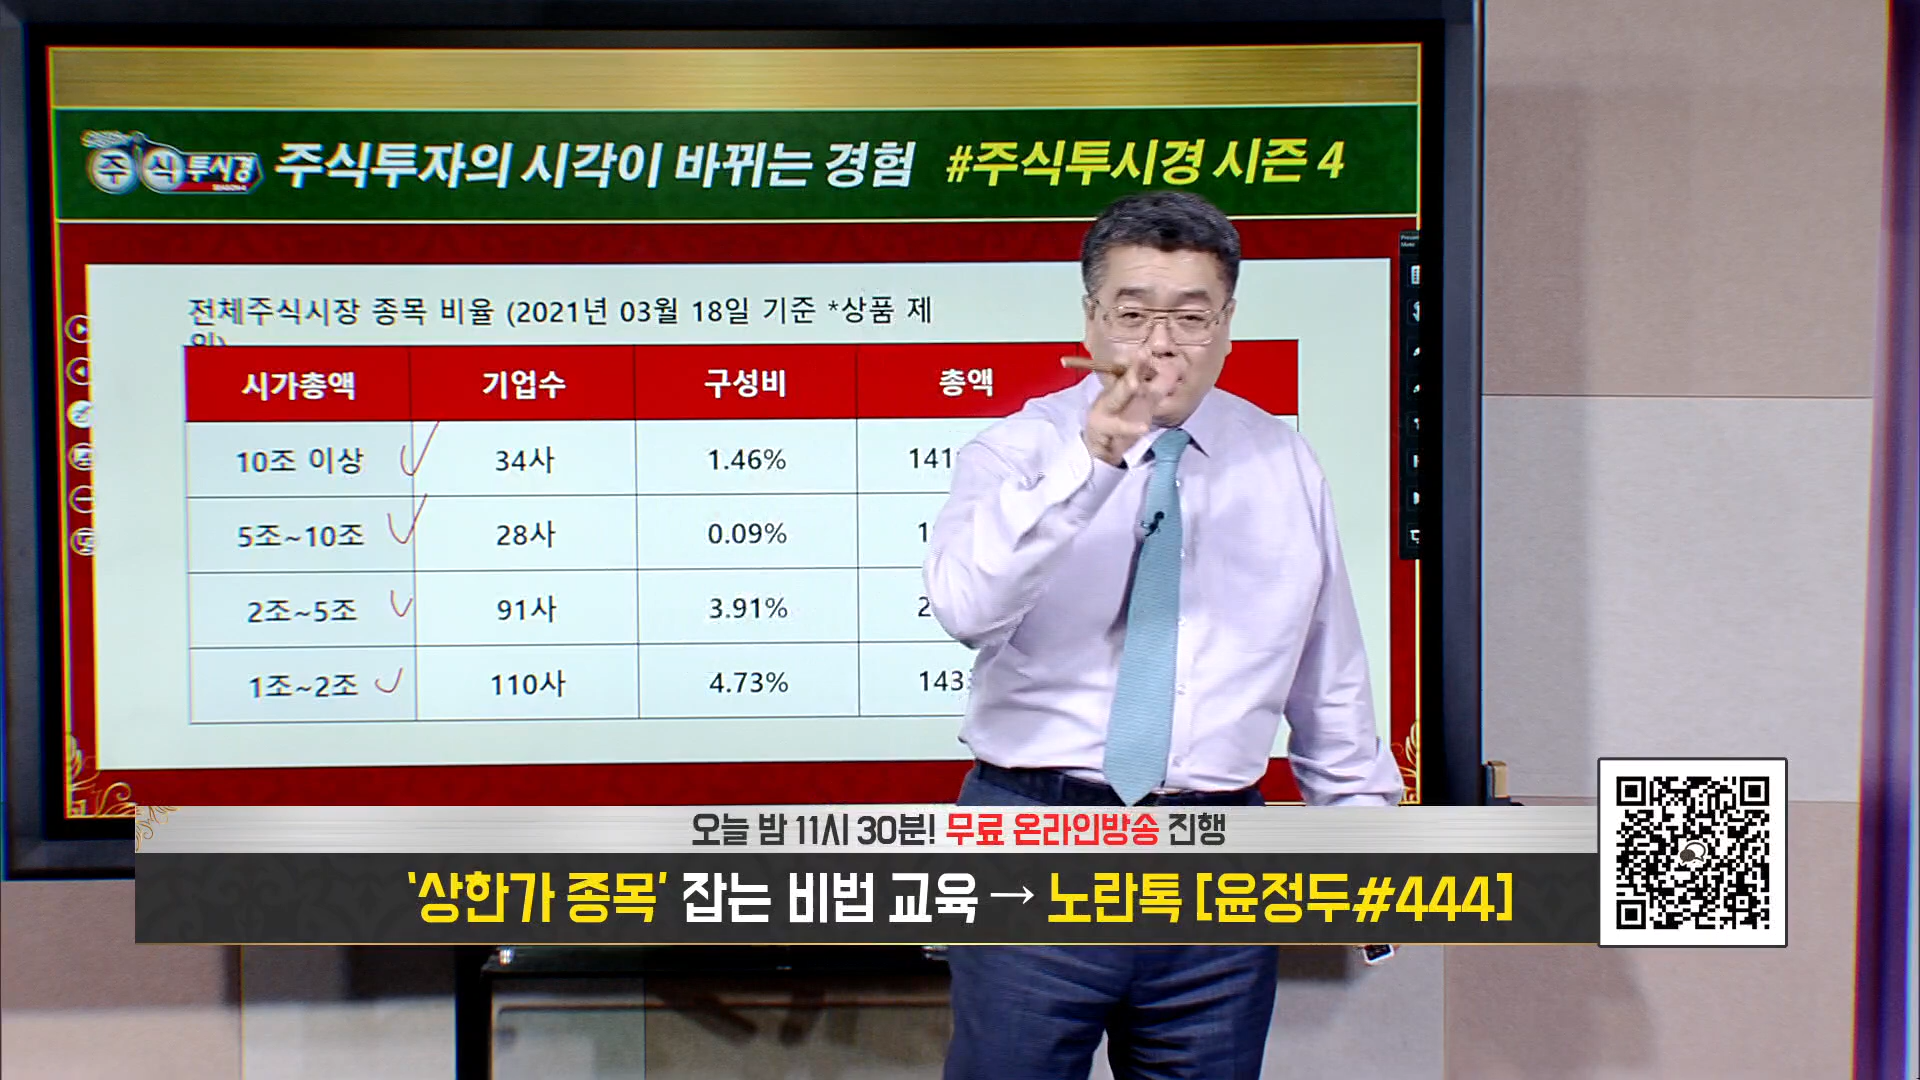 주식투시경 주식투자의 시각이 바뀌는 경험 #주식투시경 시즌 4
전체주식시장 종목 비율 (2021년 03월 18일 기준 *상품 제
외)
시가총액 기업수 구성비 총액
10조 이상 34사 1.46% 141
5조~10조 28사 0.09% 1
2조~5조 91사 3.91% 2
1조~2조 110사 4.73% 143
오늘 밤 11시 30분! 무료 온라인방송 진행
'상한가 종목' 잡는 비법 교육 → 노란톡 [윤정두#444]